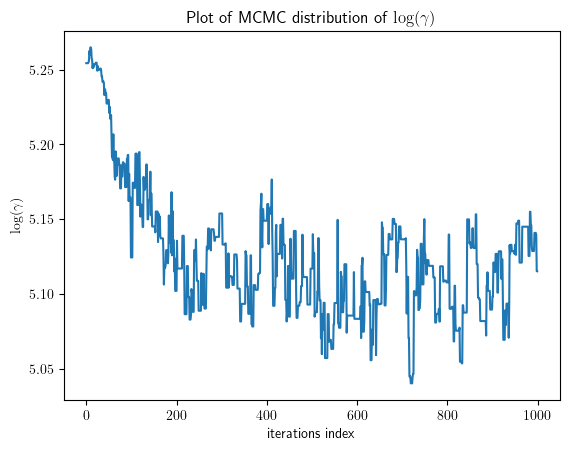 Plot of MCMC distribution of log(γ)
5.25
5.20
5.15
5.10
5.05
log(γ)
0 200 400 600 800 1000
iterations index